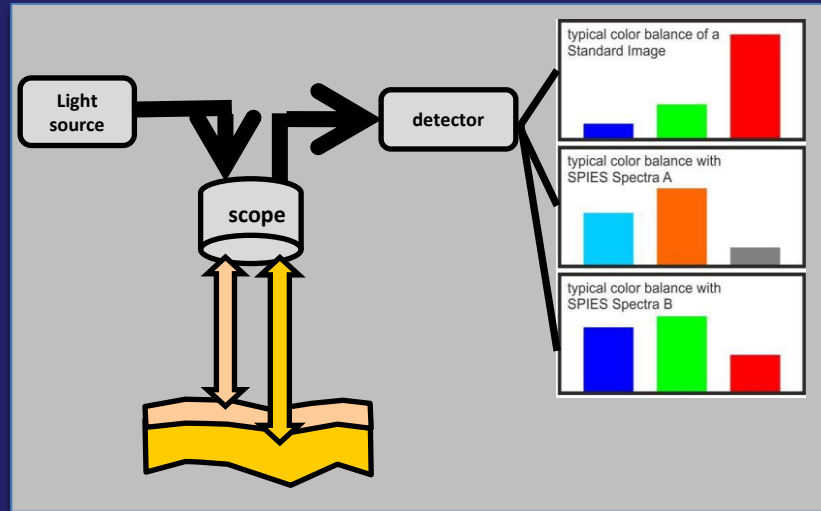 Light
source
scope
detector
typical color balance of a
Standard Image
typical color balance with
SPIES Spectra A
typical color balance with
SPIES Spectra B